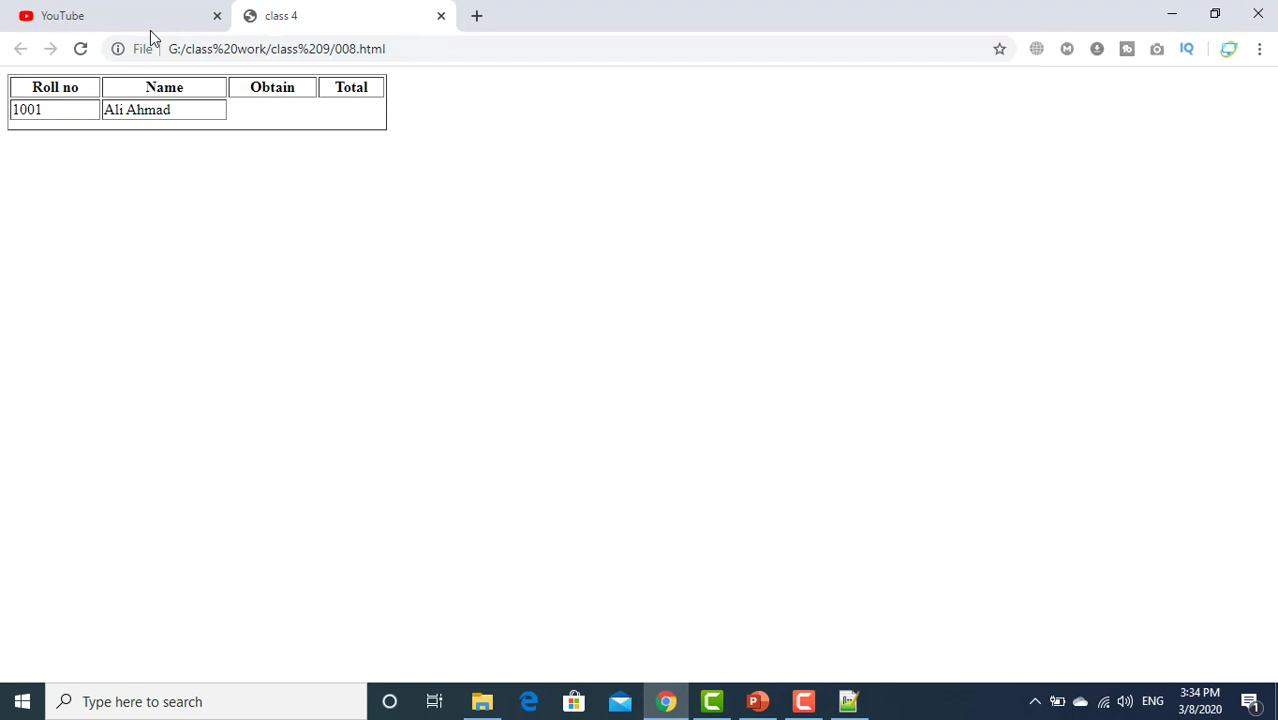 YouTube
class 4
File G:/class%20work/class%209/008.html
IQ
Roll no Name Obtain Total
1001 Ali Ahmad
Type here to search
ENG
3:34 PM
3/8/2020
1